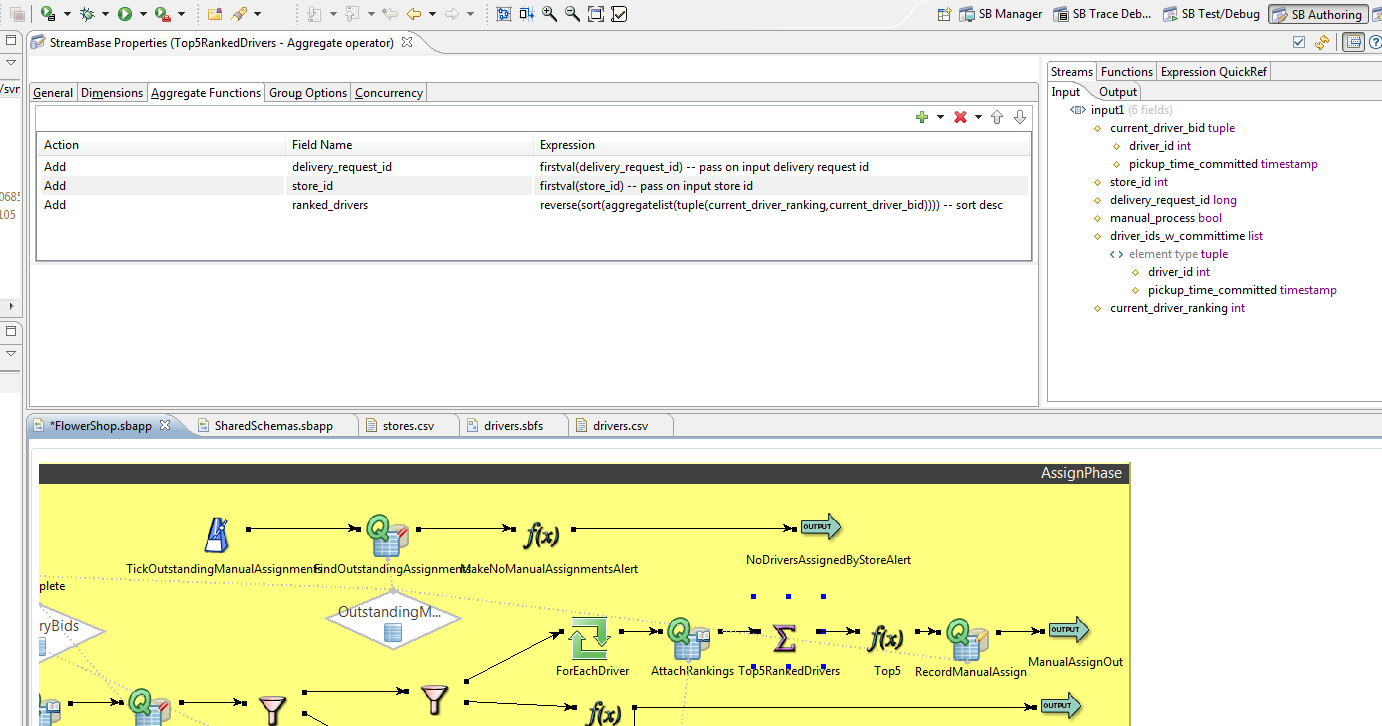 SB Manager SB Trace Deb... SB Test/Debug SB Authoring
StreamBase Properties (Top5RankedDrivers - Aggregate operator)
/svn
0685
105
General Dimensions Aggregate Functions Group Options Concurrency
Action Field Name Expression
Add delivery_request_id firstval(delivery_request_id) -- pass on input delivery request id
Add store_id firstval(store_id) -- pass on input store id
Add ranked_drivers reverse(sort(aggregatelist(tuple(current_driver_ranking,current_driver_bid)))) -- sort desc
Streams Functions Expression QuickRef
Input Output
input1 (6 fields)
current_driver_bid tuple
driver_id int
pickup_time_committed timestamp
store_id int
delivery_request_id long
manual_process bool
driver_ids_w_committime list
element type tuple
driver_id int
pickup_time_committed timestamp
current_driver_ranking int
*FlowerShop.sbapp SharedSchemas.sbapp stores.csv drivers.sbfs drivers.csv
AssignPhase
Q f(x) OUTPUT
TickOutstandingManualAssignments FindOutstandingAssignments MakeNoManualAssignmentsAlert NoDriversAssignedByStoreAlert
plete
OutstandingM...
ryBids
Q Σ f(x) Q OUTPUT
ForEachDriver AttachRankings Top5RankedDrivers Top5 RecordManualAssign ManualAssignOut
Q f(x) OUTPUT